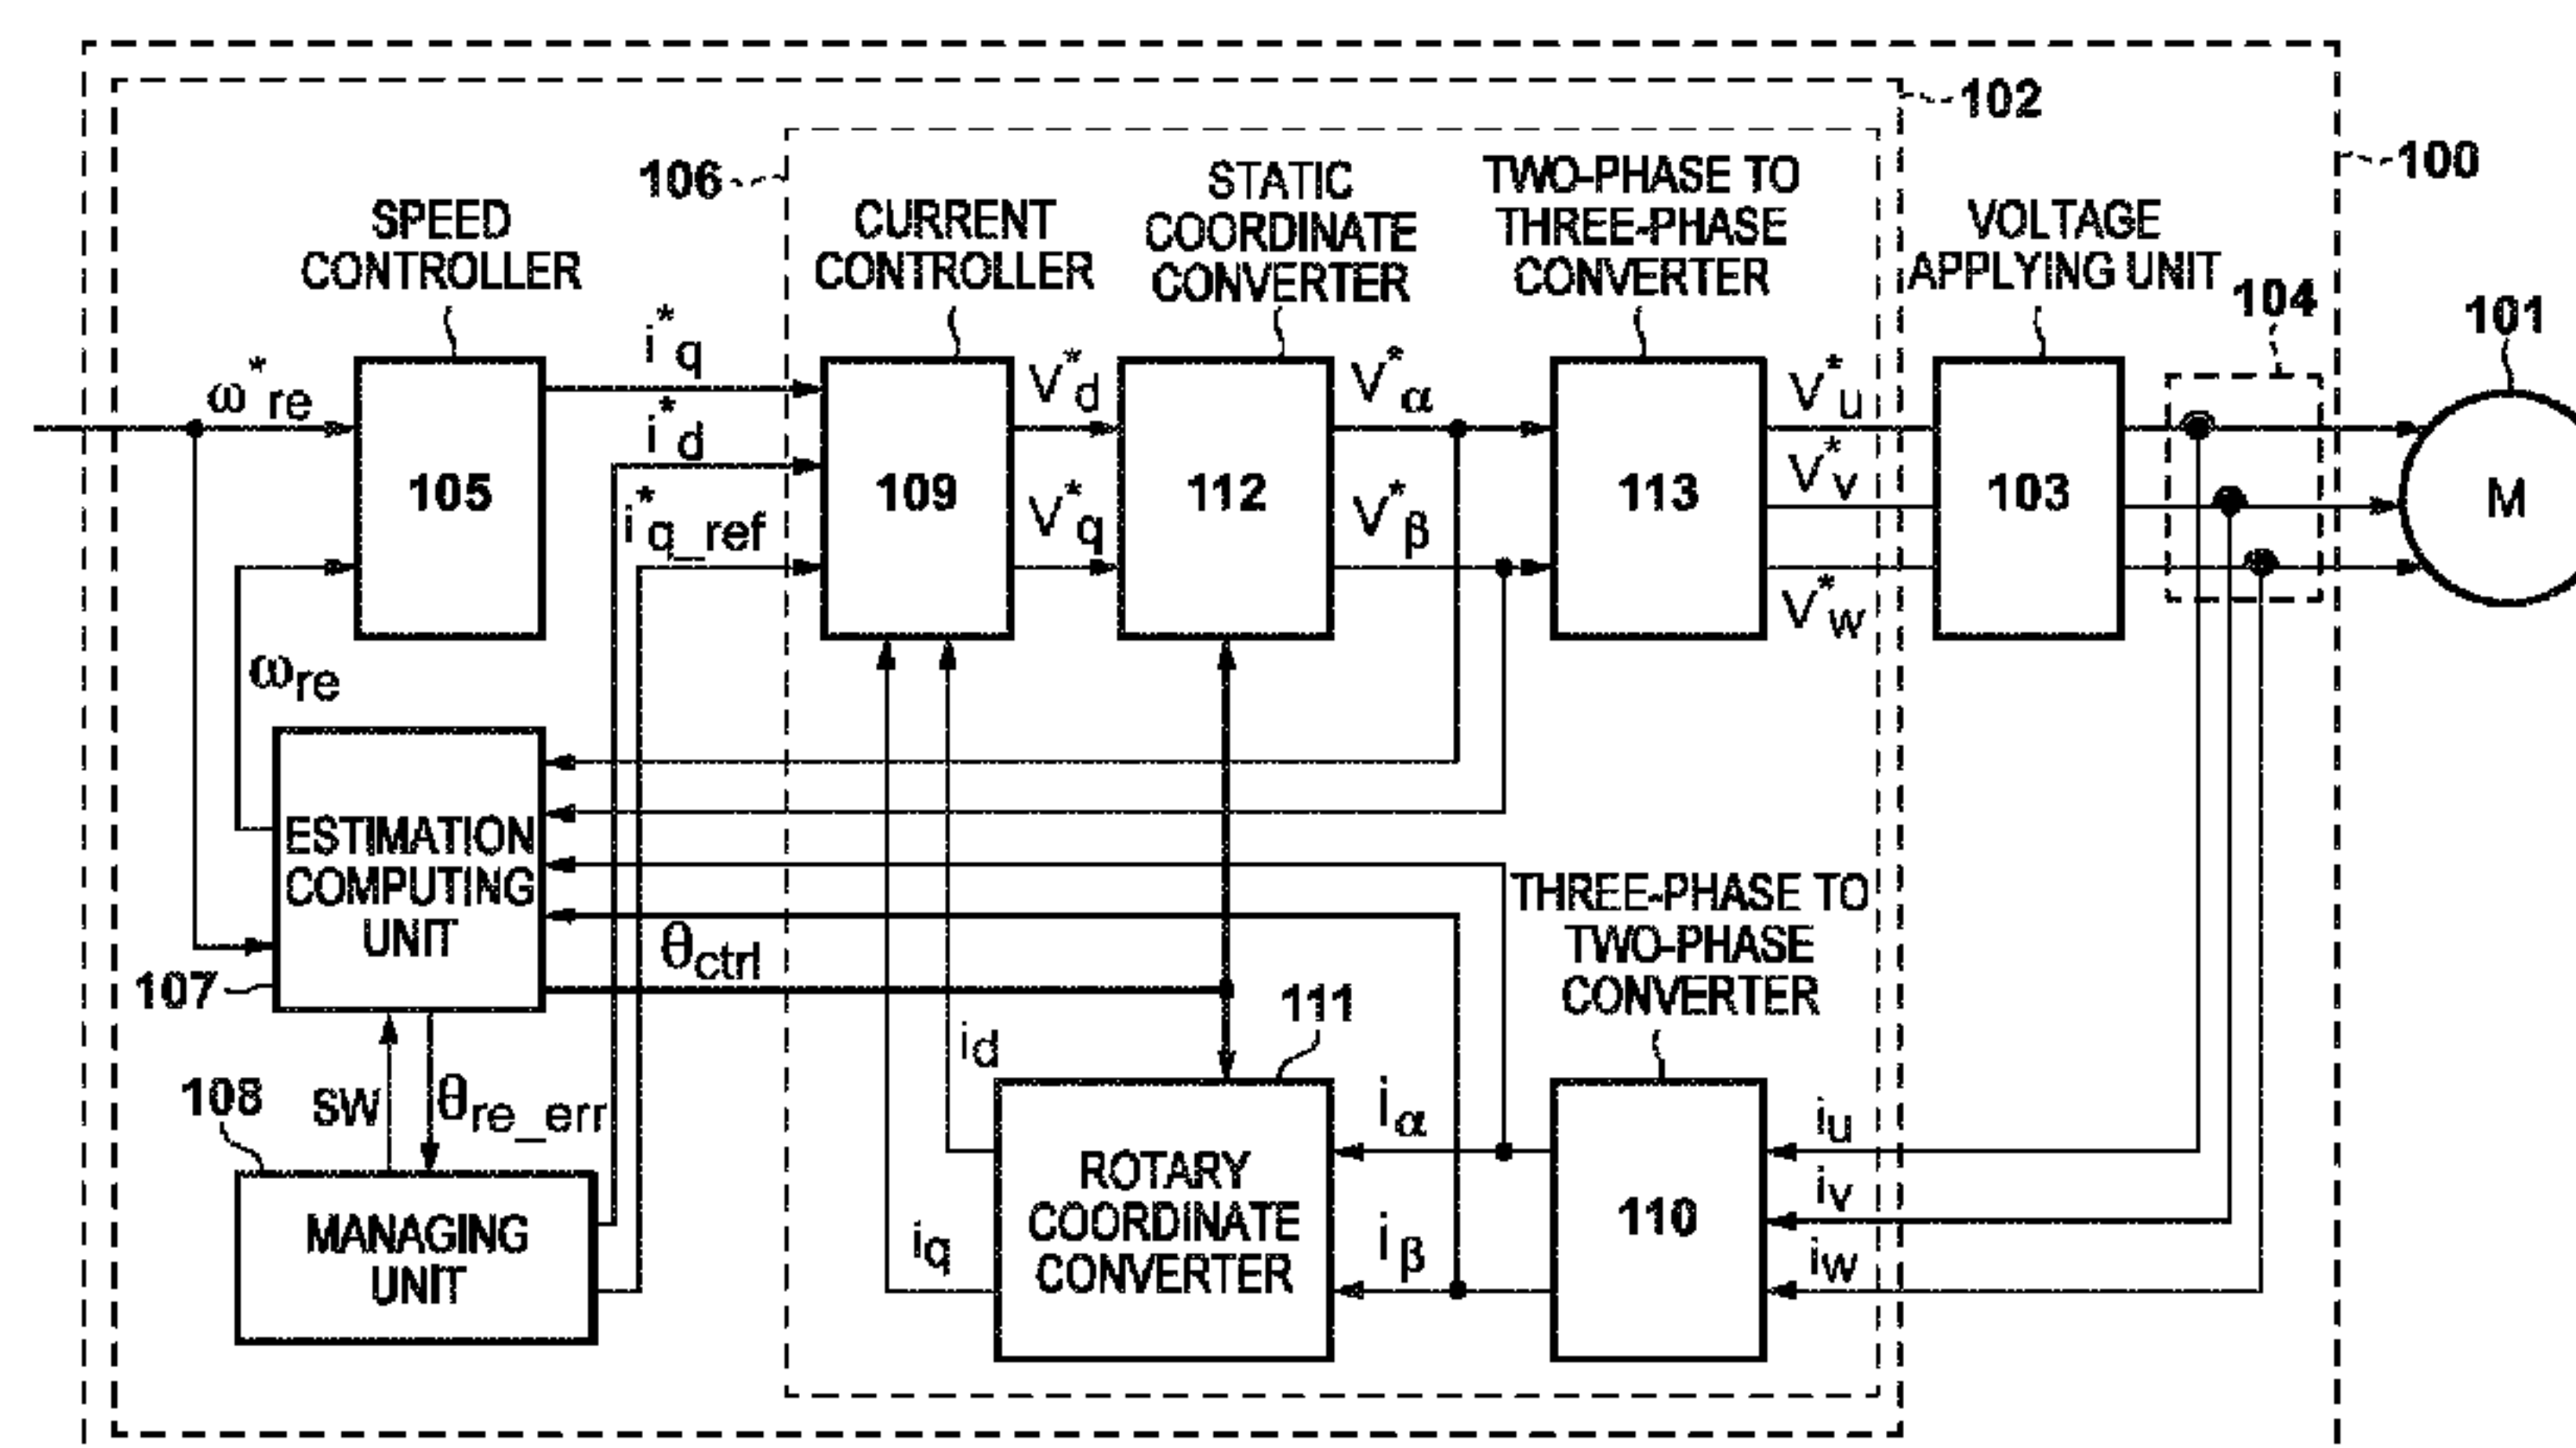 102
100
106
SPEED
CONTROLLER
CURRENT
CONTROLLER
STATIC
COORDINATE
CONVERTER
TWO-PHASE TO
THREE-PHASE
CONVERTER
VOLTAGE
APPLYING UNIT
104
101
ω*re
i*q
i*d
i*q_ref
V*d
V*q
V*α
V*β
V*u
V*v
V*w
105
109
112
113
103
M
ωre
ESTIMATION
COMPUTING
UNIT
107
θctrl
THREE-PHASE TO
TWO-PHASE
CONVERTER
111
108
SW
θre_err
id
iq
iα
iβ
iu
iv
iw
MANAGING
UNIT
ROTARY
COORDINATE
CONVERTER
110